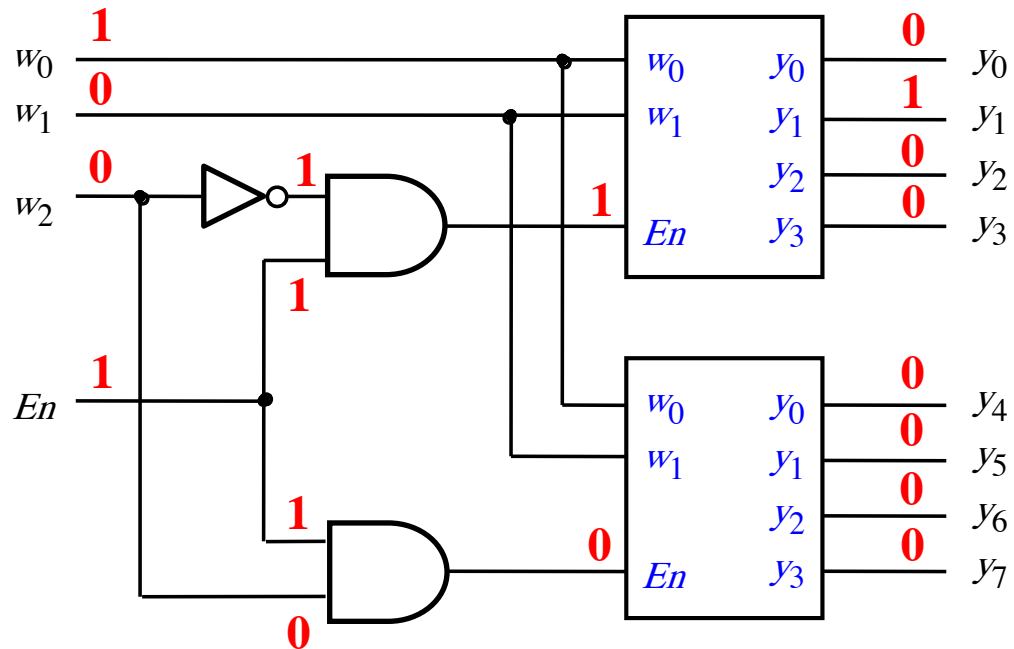 1 0
w0 w0 y0 y0
0 1
w1 w1 y1 y1
0 1 0
w2 y2 y2
1 0
En y3 y3
1
1 0
En w0 y0 y4
0
w1 y1 y5
1 0
y2 y6
0 0
En y3 y7
0